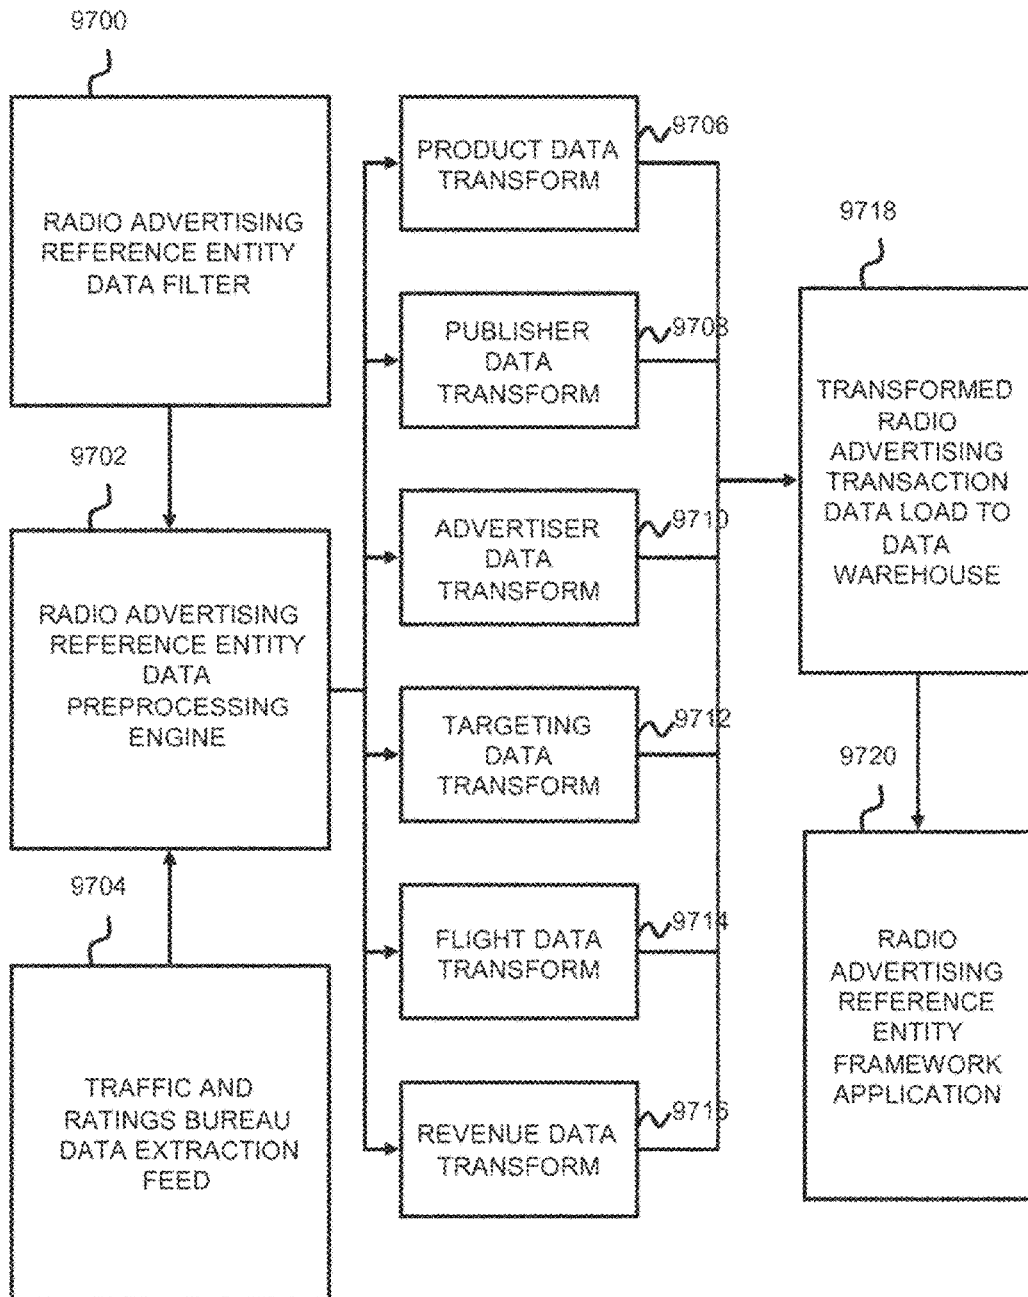 9700
RADIO ADVERTISING
REFERENCE ENTITY
DATA FILTER
9702
RADIO ADVERTISING
REFERENCE ENTITY
DATA
PREPROCESSING
ENGINE
9704
TRAFFIC AND
RATINGS BUREAU
DATA EXTRACTION
FEED
9706
PRODUCT DATA
TRANSFORM
9708
PUBLISHER
DATA
TRANSFORM
9710
ADVERTISER
DATA
TRANSFORM
9712
TARGETING
DATA
TRANSFORM
9714
FLIGHT DATA
TRANSFORM
9716
REVENUE DATA
TRANSFORM
9718
TRANSFORMED
RADIO
ADVERTISING
TRANSACTION
DATA LOAD TO
DATA
WAREHOUSE
9720
RADIO
ADVERTISING
REFERENCE
ENTITY
FRAMEWORK
APPLICATION